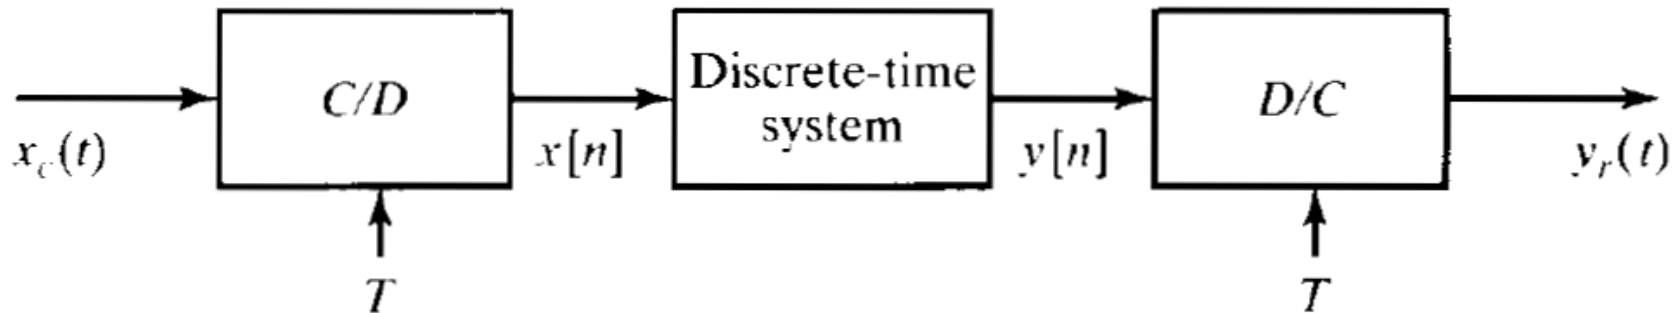 C/D
Discrete-time
system
D/C
x_c(t)
x[n]
y[n]
y_r(t)
T
T